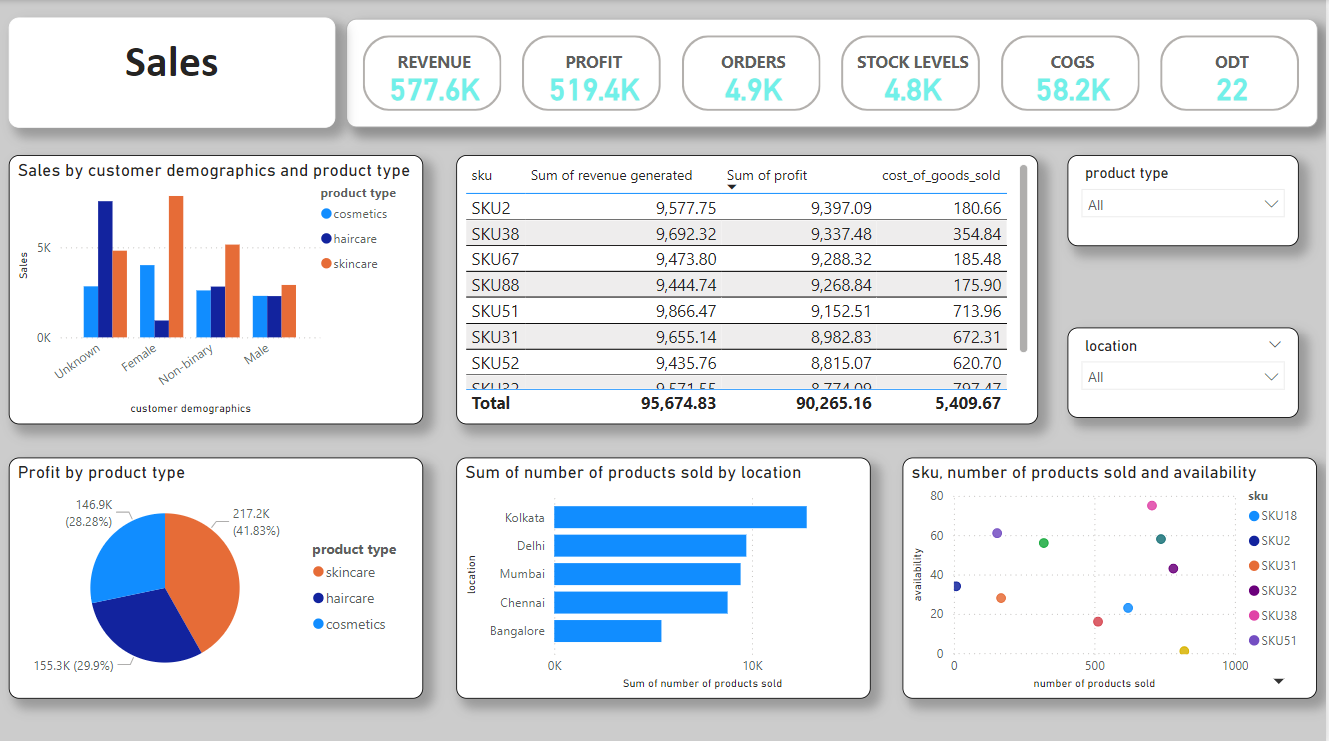 Sales
REVENUE
577.6K
PROFIT
519.4K
ORDERS
4.9K
STOCK LEVELS
4.8K
COGS
58.2K
ODT
22
Sales by customer demographics and product type
product type
cosmetics
haircare
skincare
Sales
5K
0K
Unknown
Female
Non-binary
Male
customer demographics
sku Sum of revenue generated Sum of profit cost_of_goods_sold
SKU2 9,577.75 9,397.09 180.66
SKU38 9,692.32 9,337.48 354.84
SKU67 9,473.80 9,288.32 185.48
SKU88 9,444.74 9,268.84 175.90
SKU51 9,866.47 9,152.51 713.96
SKU31 9,655.14 8,982.83 672.31
SKU52 9,435.76 8,815.07 620.70
SKU32 9,571.55 8,774.09 797.47
Total 95,674.83 90,265.16 5,409.67
product type
All
location
All
Profit by product type
146.9K
(28.28%)
217.2K
(41.83%)
155.3K (29.9%)
product type
skincare
haircare
cosmetics
Sum of number of products sold by location
location
Kolkata
Delhi
Mumbai
Chennai
Bangalore
0K 10K
Sum of number of products sold
sku, number of products sold and availability
availability
80
60
40
20
0
0 500 1000
number of products sold
sku
SKU18
SKU2
SKU31
SKU32
SKU38
SKU51